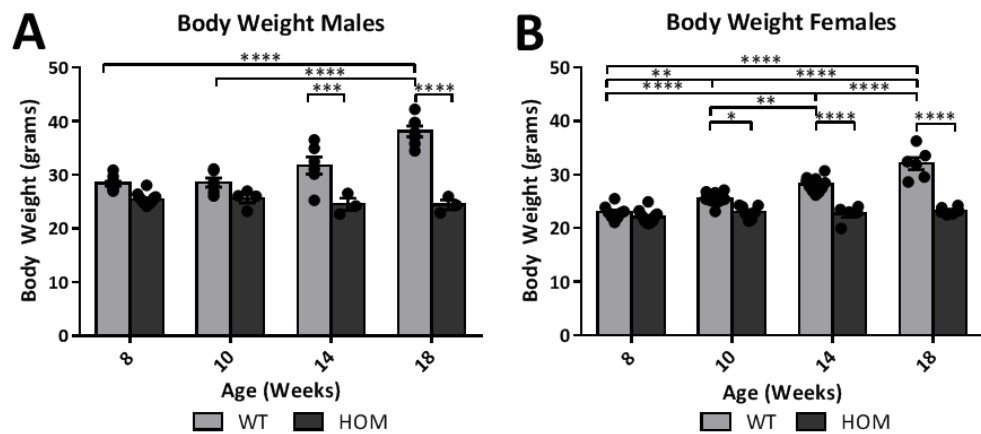 A
Body Weight Males
****
****
***
****
Body Weight (grams)
50
40
30
20
10
0
8
10
14
18
Age (Weeks)
WT
HOM
B
Body Weight Females
****
**
****
****
****
**
*
****
****
Body Weight (grams)
50
40
30
20
10
0
8
10
14
18
Age (Weeks)
WT
HOM